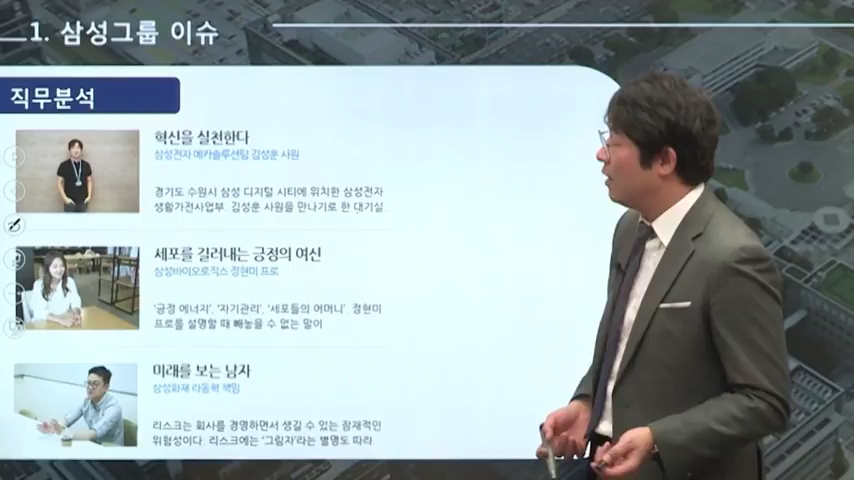 1. 삼성그룹 이슈
직무분석
혁신을 실천한다
삼성전자 메카솔루션팀 김성훈 사원
경기도 수원시 삼성 디지털 시티에 위치한 삼성전자
생활가전사업부. 김성훈 사원을 만나기로 한 대기실
세포를 길러내는 긍정의 여신
삼성바이오로직스 정현미 프로
'긍정 에너지', '자기관리', '세포들의 어머니'. 정현미
프로를 설명할 때 빼놓을 수 없는 말이
미래를 보는 남자
삼성화재 라동혁 책임
리스크는 회사를 경영하면서 생길 수 있는 잠재적인
위험성이다. 리스크에는 '그림자'라는 별명도 따라